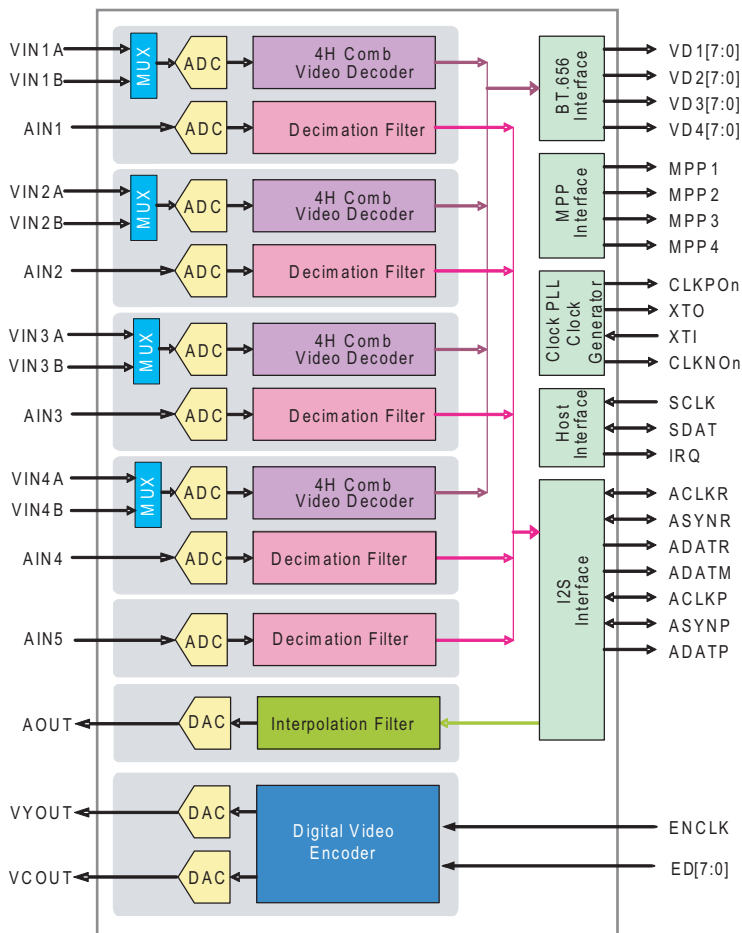 VIN1A
VIN1B
MUX
ADC
4H Comb
Video Decoder
AIN1
ADC
Decimation Filter
VIN2A
VIN2B
MUX
ADC
4H Comb
Video Decoder
AIN2
ADC
Decimation Filter
VIN3A
VIN3B
MUX
ADC
4H Comb
Video Decoder
AIN3
ADC
Decimation Filter
VIN4A
VIN4B
MUX
ADC
4H Comb
Video Decoder
AIN4
ADC
Decimation Filter
AIN5
ADC
Decimation Filter
AOUT
DAC
Interpolation Filter
VYOUT
DAC
VCOUT
DAC
Digital Video
Encoder
BT.656
Interface
VD1[7:0]
VD2[7:0]
VD3[7:0]
VD4[7:0]
MPP
Interface
MPP1
MPP2
MPP3
MPP4
Clock PLL
Clock
Generator
CLKPOn
XTO
XTI
CLKNOn
Host
Interface
SCLK
SDAT
IRQ
I2S
Interface
ACLKR
ASYNR
ADATR
ADATM
ACLKP
ASYNP
ADATP
ENCLK
ED[7:0]